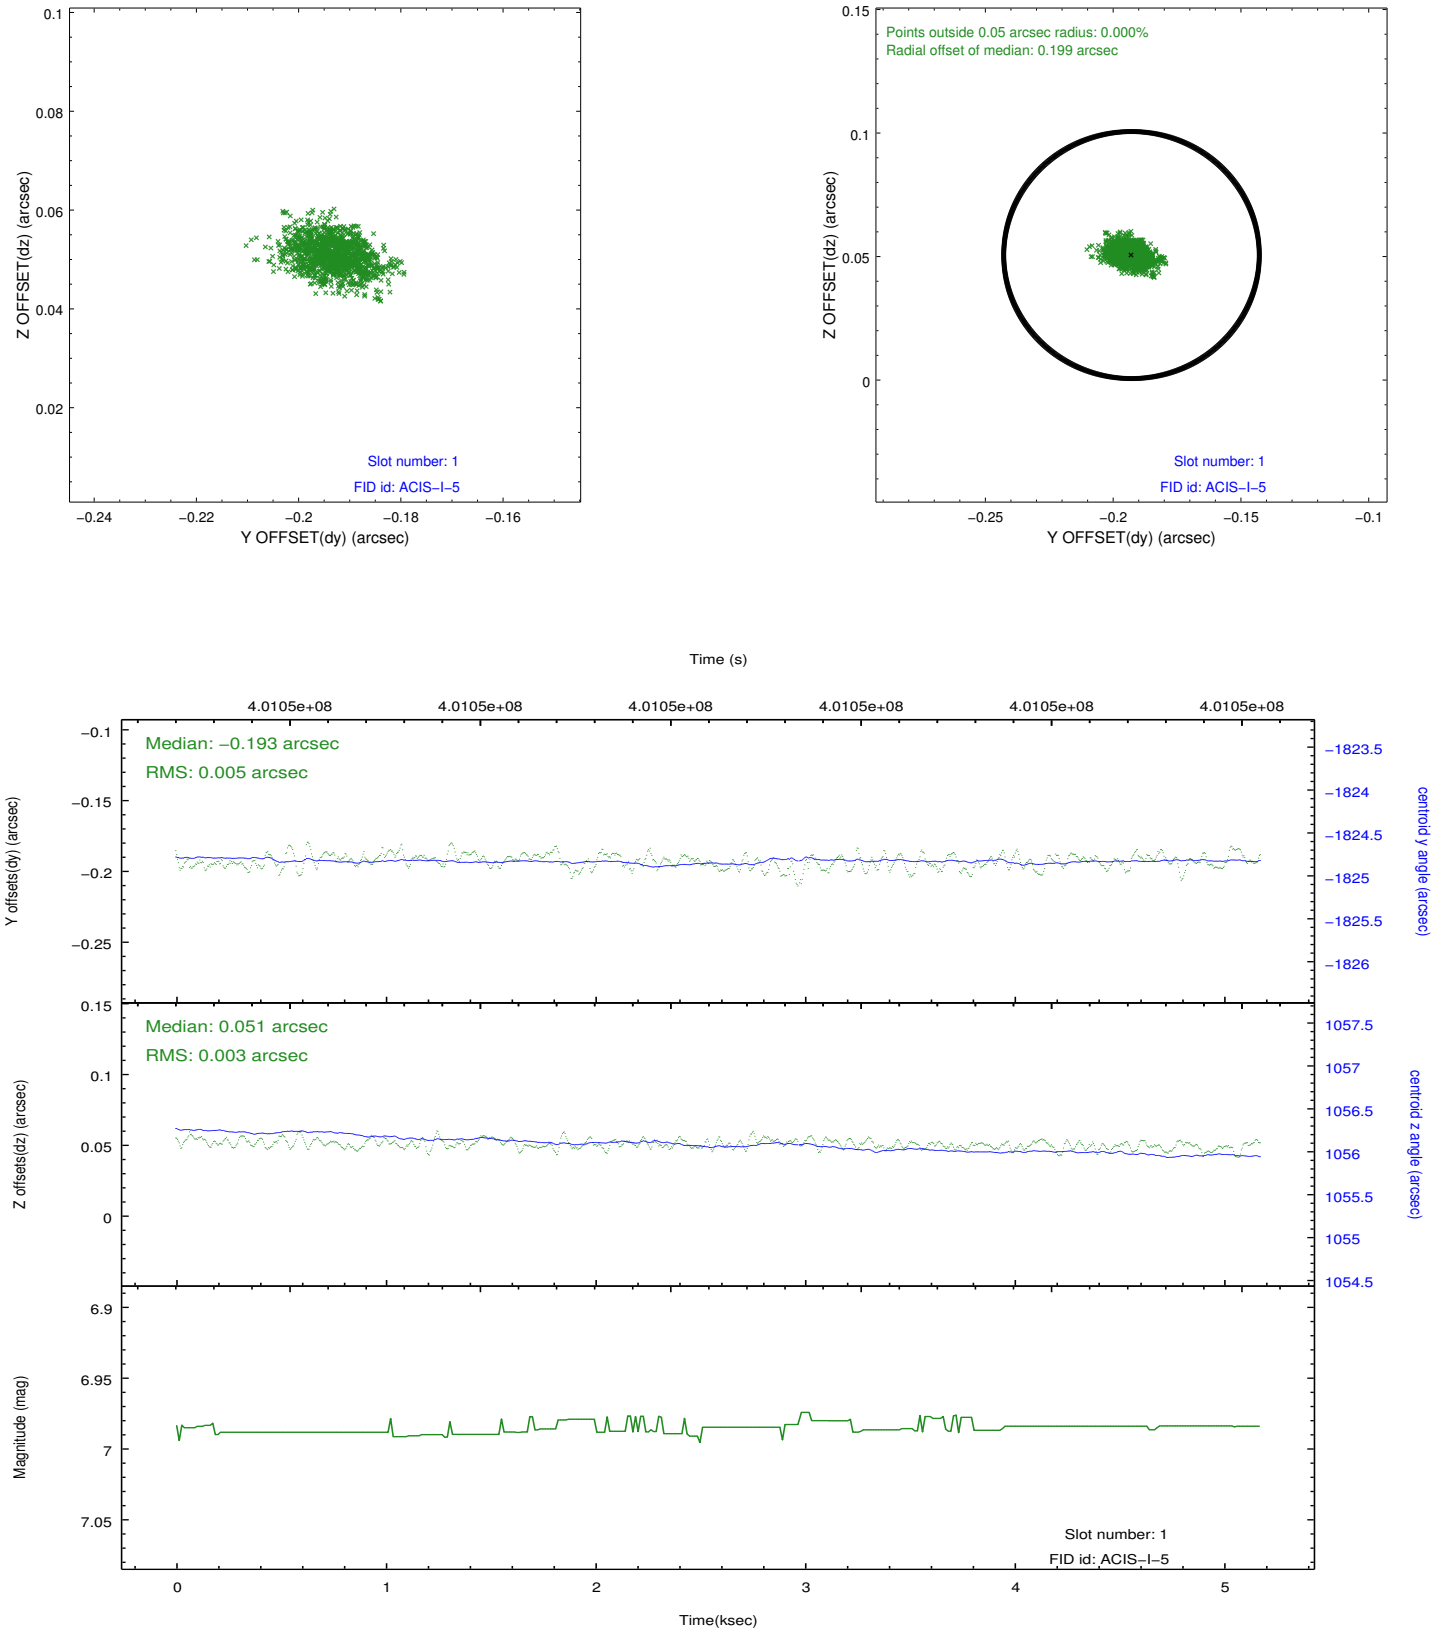 0.1
0.08
0.06
0.04
0.02
Z OFFSET(dz) (arcsec)
Slot number: 1
FID id: ACIS−I−5
−0.24
−0.22
−0.2
−0.18
−0.16
Y OFFSET(dy) (arcsec)
0.15
0.1
0.05
0
Z OFFSET(dz) (arcsec)
Points outside 0.05 arcsec radius: 0.000%
Radial offset of median: 0.199 arcsec
Slot number: 1
FID id: ACIS−I−5
−0.25
−0.2
−0.15
−0.1
Y OFFSET(dy) (arcsec)
Time (s)
4.0105e+08
4.0105e+08
4.0105e+08
4.0105e+08
4.0105e+08
4.0105e+08
−0.1
−0.15
−0.2
−0.25
Y offsets(dy) (arcsec)
Median: −0.193 arcsec
RMS: 0.005 arcsec
−1823.5
−1824
−1824.5
−1825
−1825.5
−1826
centroid y angle (arcsec)
0.15
0.1
0.05
0
Z offsets(dz) (arcsec)
Median: 0.051 arcsec
RMS: 0.003 arcsec
1057.5
1057
1056.5
1056
1055.5
1055
1054.5
centroid z angle (arcsec)
6.9
6.95
7
7.05
Magnitude (mag)
Slot number: 1
FID id: ACIS−I−5
0
1
2
3
4
5
Time(ksec)